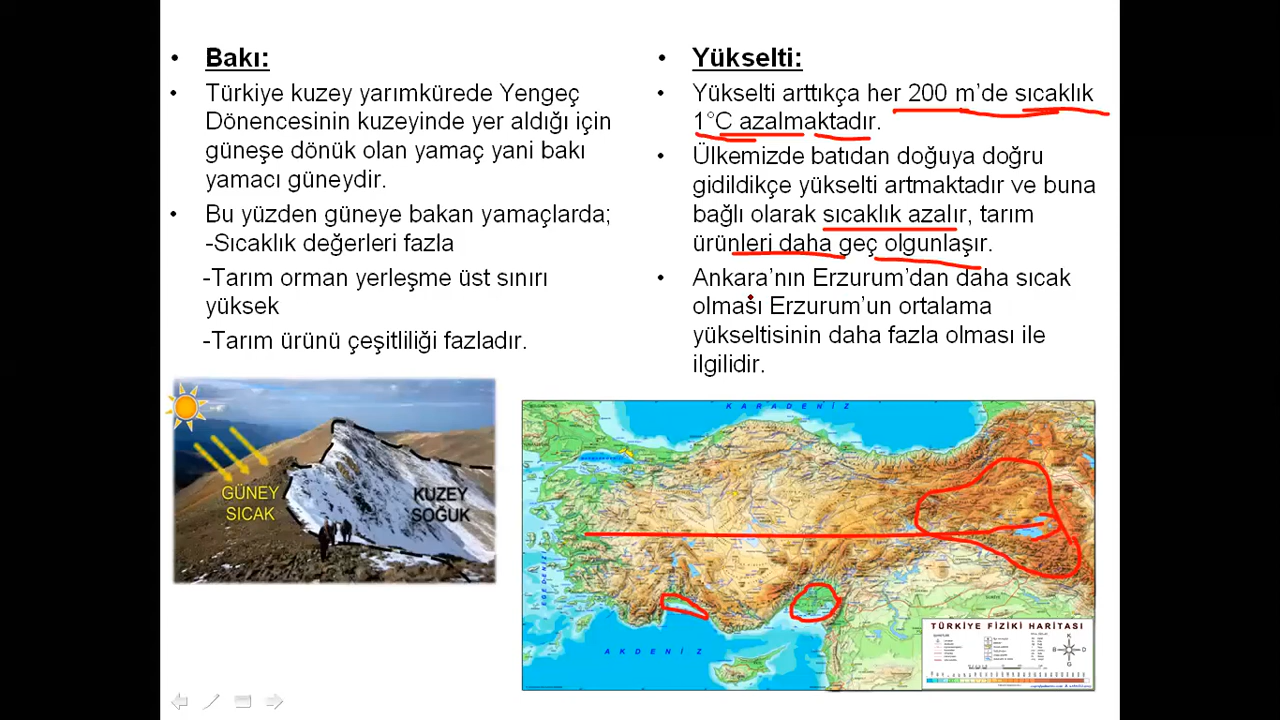 Bakı:
Türkiye kuzey yarımkürede Yengeç
Dönencesinin kuzeyinde yer aldığı için
güneşe dönük olan yamaç yani bakı
yamacı güneydir.
Bu yüzden güneye bakan yamaçlarda;
-Sıcaklık değerleri fazla
-Tarım orman yerleşme üst sınırı
yüksek
-Tarım ürünü çeşitliliği fazladır.
GÜNEY
SICAK
KUZEY
SOĞUK
Yükselti:
Yükselti arttıkça her 200 m'de sıcaklık
1°C azalmaktadır.
Ülkemizde batıdan doğuya doğru
gidildikçe yükselti artmaktadır ve buna
bağlı olarak sıcaklık azalır, tarım
ürünleri daha geç olgunlaşır.
Ankara'nın Erzurum'dan daha sıcak
olması Erzurum'un ortalama
yükseltisinin daha fazla olması ile
ilgilidir.
KARADENİZ
EGE DENİZİ
AKDENİZ
TÜRKİYE FİZİKİ HARİTASI
K
B
D
G